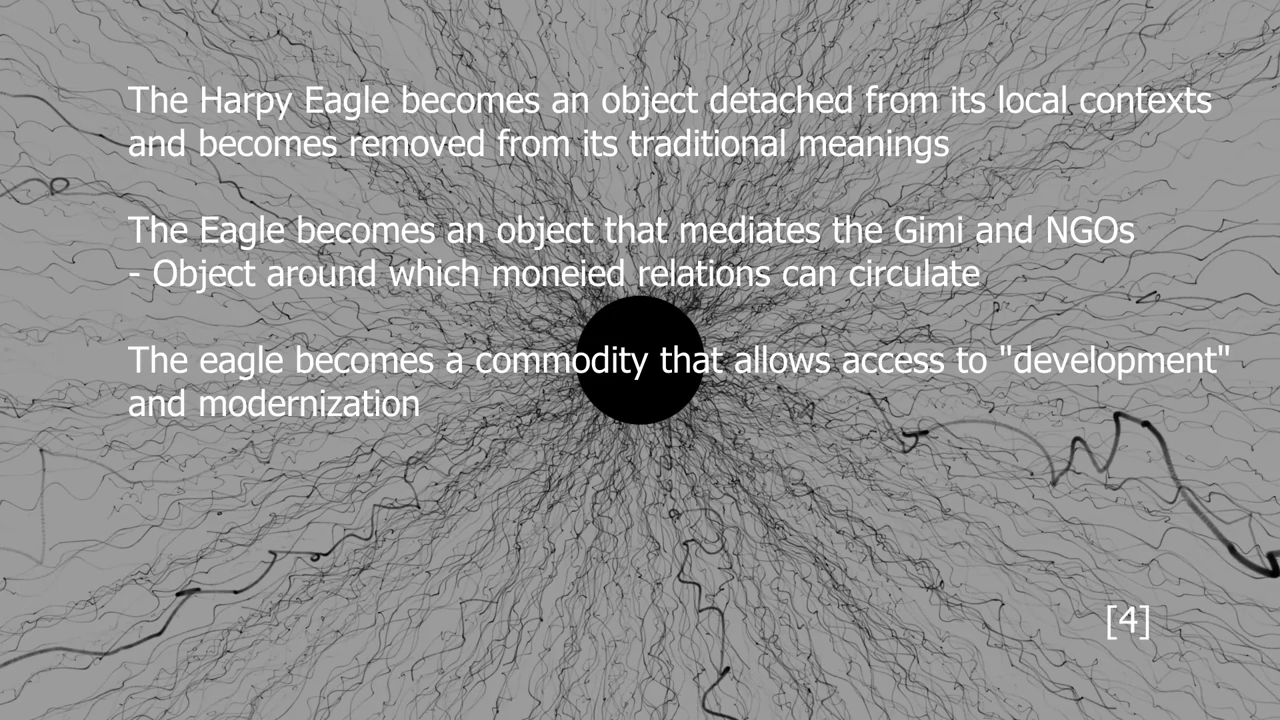 The Harpy Eagle becomes an object detached from its local contexts
and becomes removed from its traditional meanings
The Eagle becomes an object that mediates the Gimi and NGOs
- Object around which moneied relations can circulate
The eagle becomes a commodity that allows access to "development"
and modernization
[4]